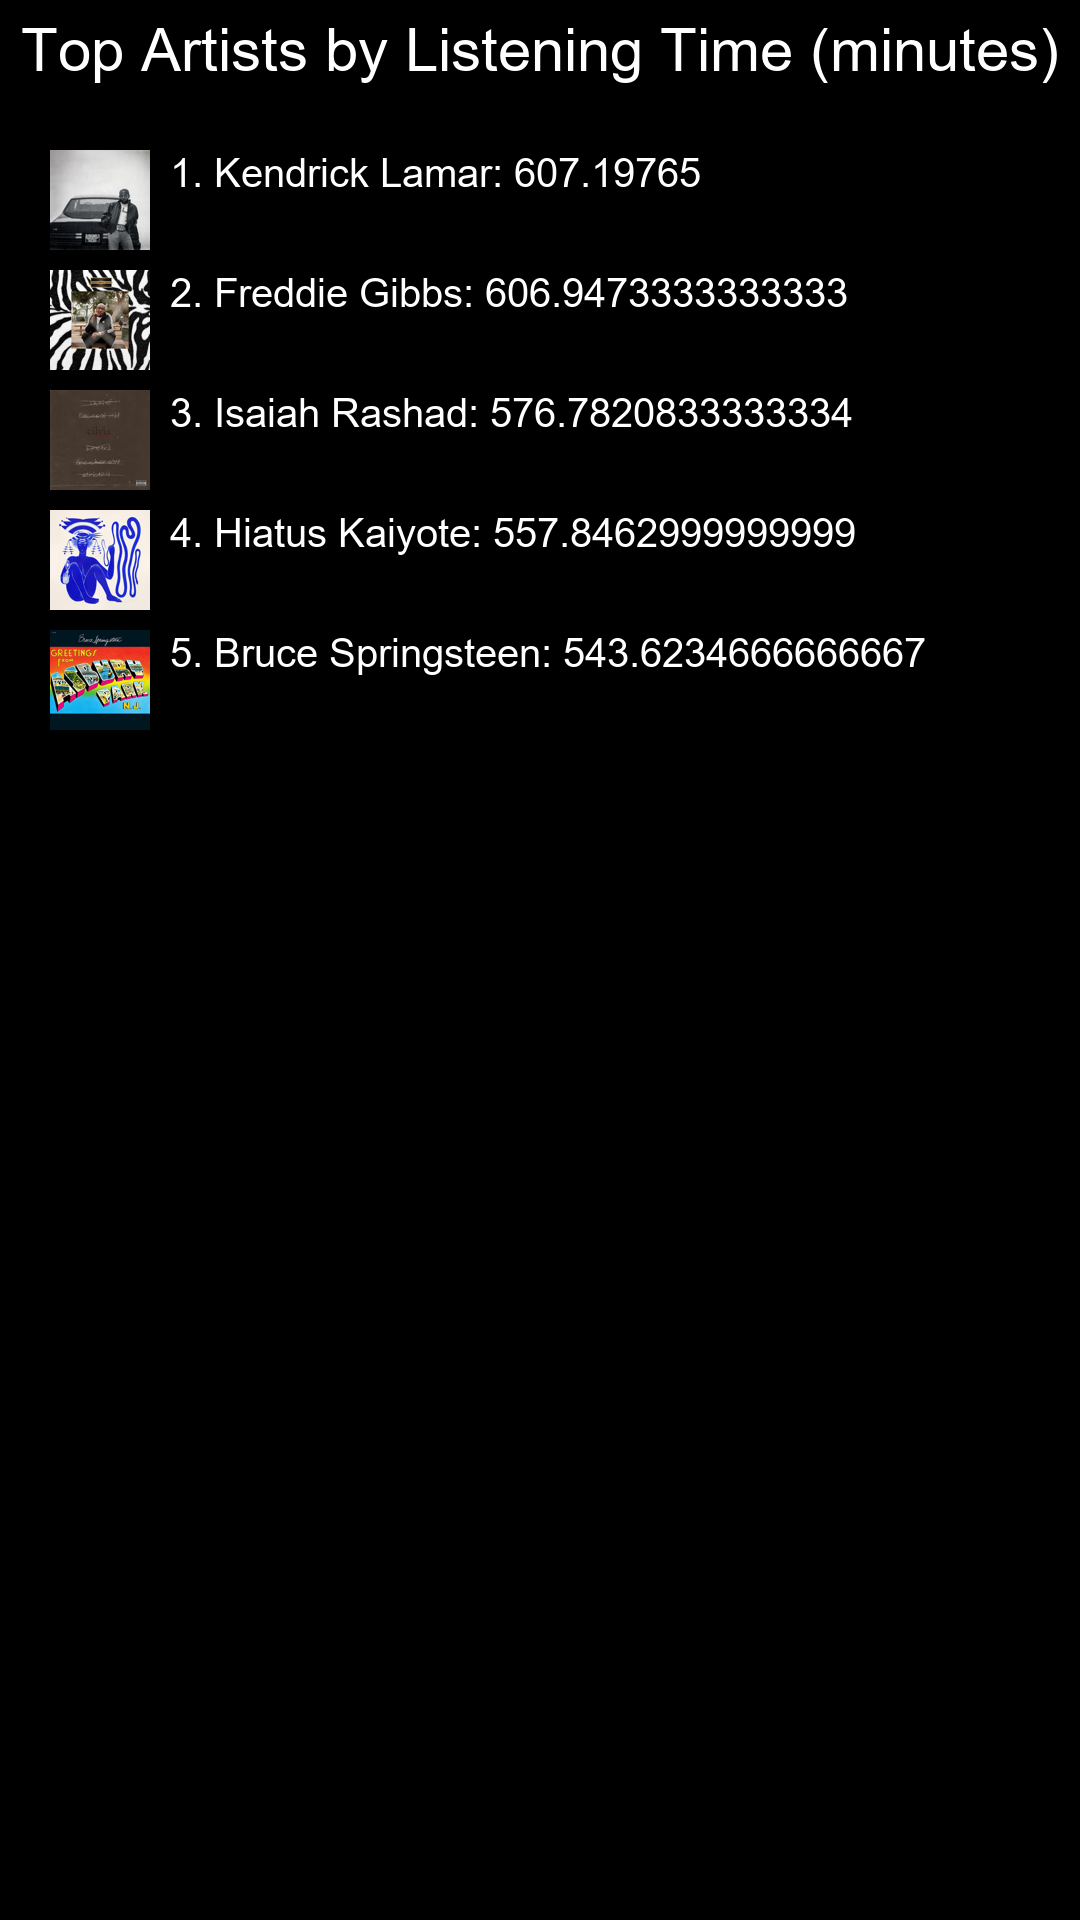 Top Artists by Listening Time (minutes)
1. Kendrick Lamar: 607.19765
2. Freddie Gibbs: 606.9473333333333
3. Isaiah Rashad: 576.7820833333334
4. Hiatus Kaiyote: 557.8462999999999
Bruce Springsteen
GREETINGS
FROM
ASBURY
PARK
N.J.
5. Bruce Springsteen: 543.6234666666667